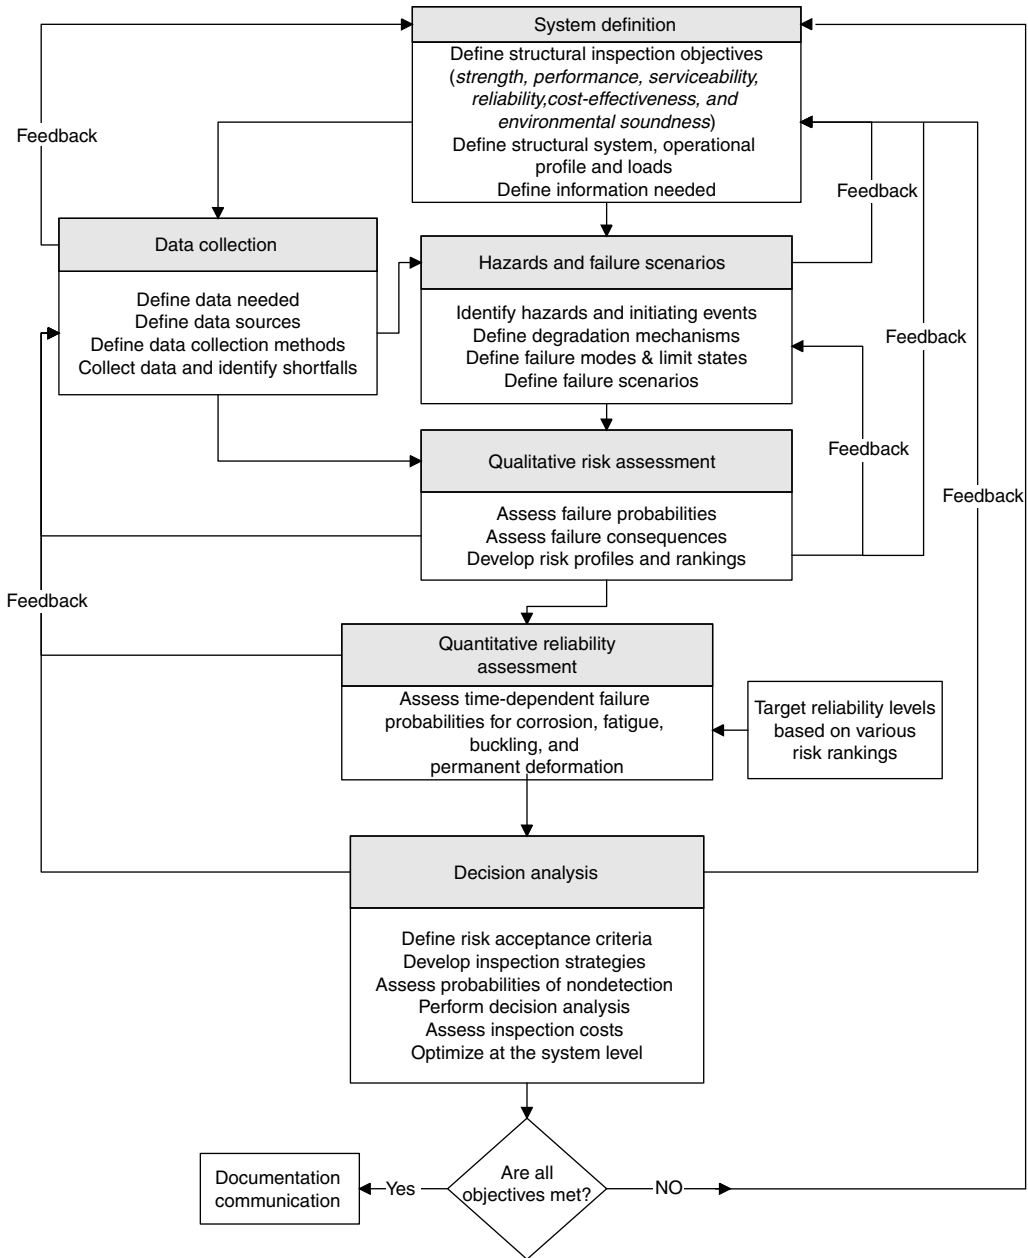 System definition
Define structural inspection objectives
(strength, performance, serviceability,
reliability,cost-effectiveness, and
environmental soundness)
Define structural system, operational
profile and loads
Define information needed
Feedback
Feedback
Data collection
Define data needed
Define data sources
Define data collection methods
Collect data and identify shortfalls
Hazards and failure scenarios
Identify hazards and initiating events
Define degradation mechanisms
Define failure modes & limit states
Define failure scenarios
Feedback
Feedback
Qualitative risk assessment
Assess failure probabilities
Assess failure consequences
Develop risk profiles and rankings
Feedback
Feedback
Quantitative reliability
assessment
Assess time-dependent failure
probabilities for corrosion, fatigue,
buckling, and
permanent deformation
Target reliability levels
based on various
risk rankings
Decision analysis
Define risk acceptance criteria
Develop inspection strategies
Assess probabilities of nondetection
Perform decision analysis
Assess inspection costs
Optimize at the system level
Are all
objectives met?
Yes
NO
Documentation
communication